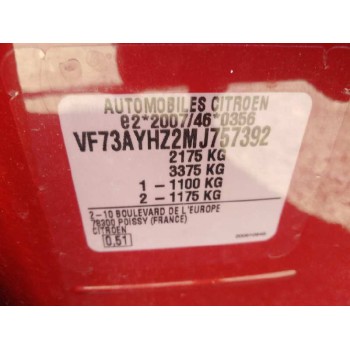 AUTOMOBILES CITROEN
e2*2007/46*0356
VF73AYHZ2MJ757392
2175 KG
3375 KG
1 - 1100 KG
2 - 1175 KG
2-10 BOULEVARD DE L'EUROPE
78300 POISSY (FRANCE)
CITROEN
0.51